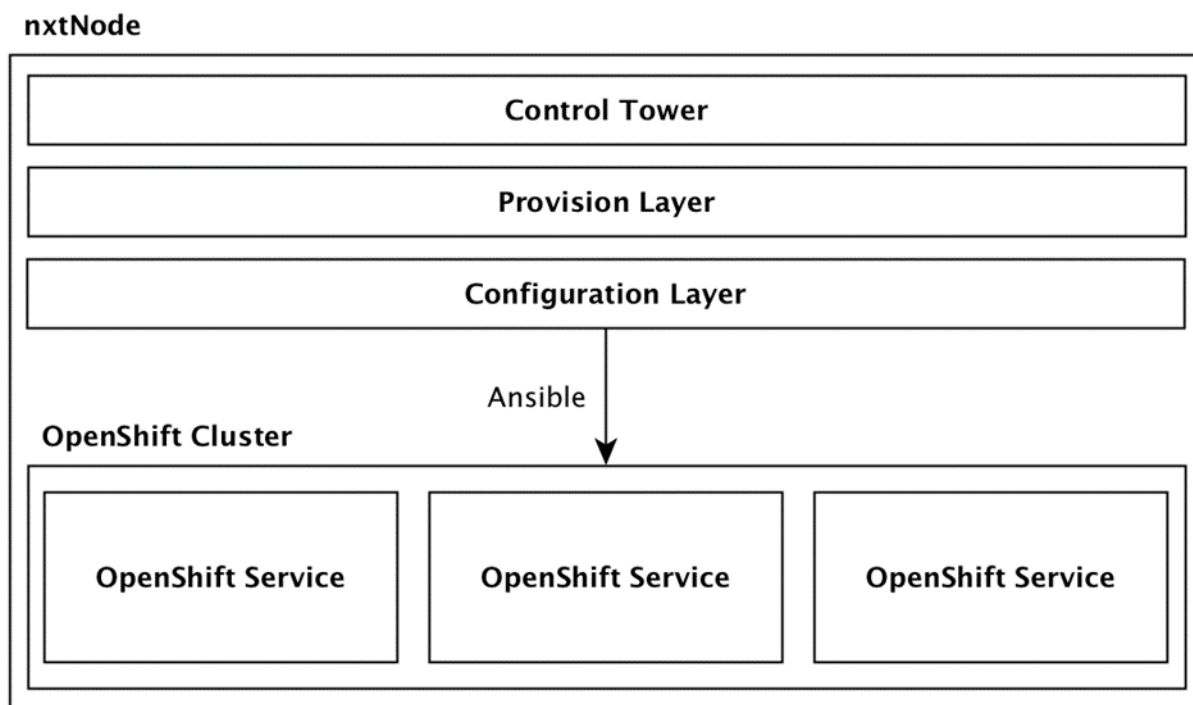 nxtNode
Control Tower
Provision Layer
Configuration Layer
Ansible
OpenShift Cluster
OpenShift Service
OpenShift Service
OpenShift Service